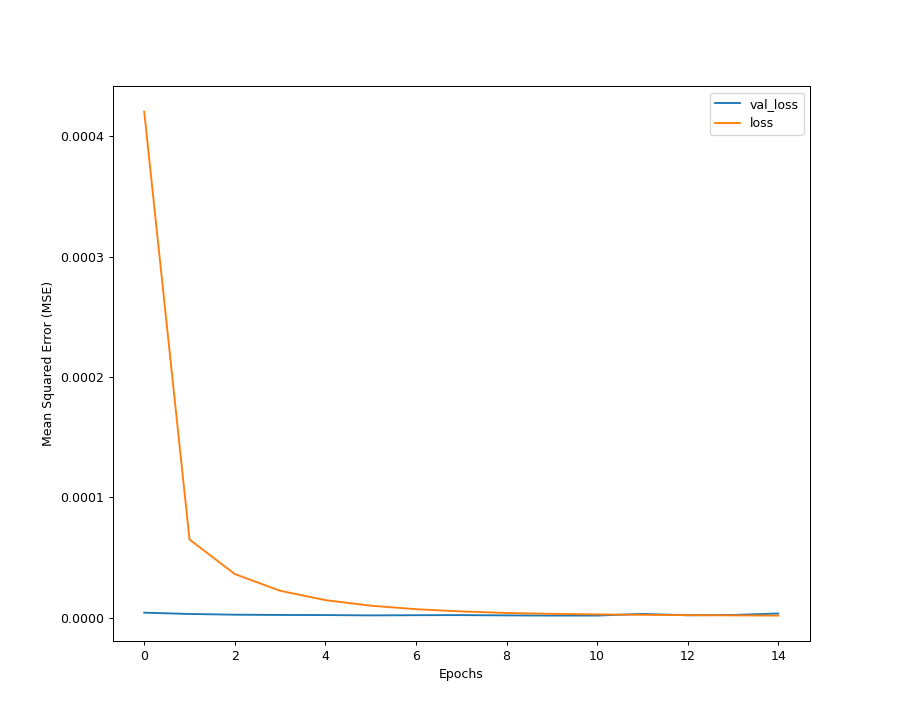 val_loss
loss
0.0004
0.0003
0.0002
0.0001
0.0000
Mean Squared Error (MSE)
0 2 4 6 8 10 12 14
Epochs